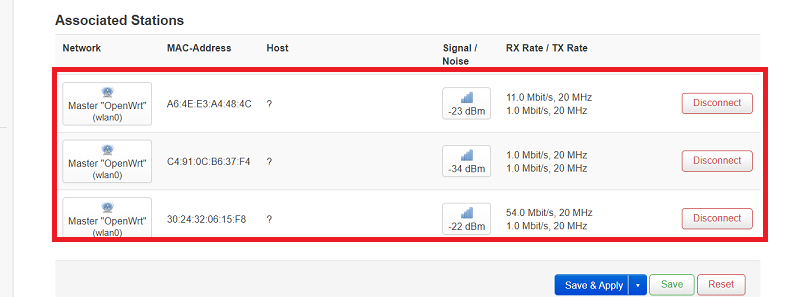 Associated Stations
Network MAC-Address Host Signal / Noise RX Rate / TX Rate
Master "OpenWrt" (wlan0) A6:4E:E3:A4:48:4C ? -23 dBm 11.0 Mbit/s, 20 MHz
1.0 Mbit/s, 20 MHz Disconnect
Master "OpenWrt" (wlan0) C4:91:0C:B6:37:F4 ? -34 dBm 1.0 Mbit/s, 20 MHz
1.0 Mbit/s, 20 MHz Disconnect
Master "OpenWrt" (wlan0) 30:24:32:06:15:F8 ? -22 dBm 54.0 Mbit/s, 20 MHz
1.0 Mbit/s, 20 MHz Disconnect
Save & Apply Save Reset